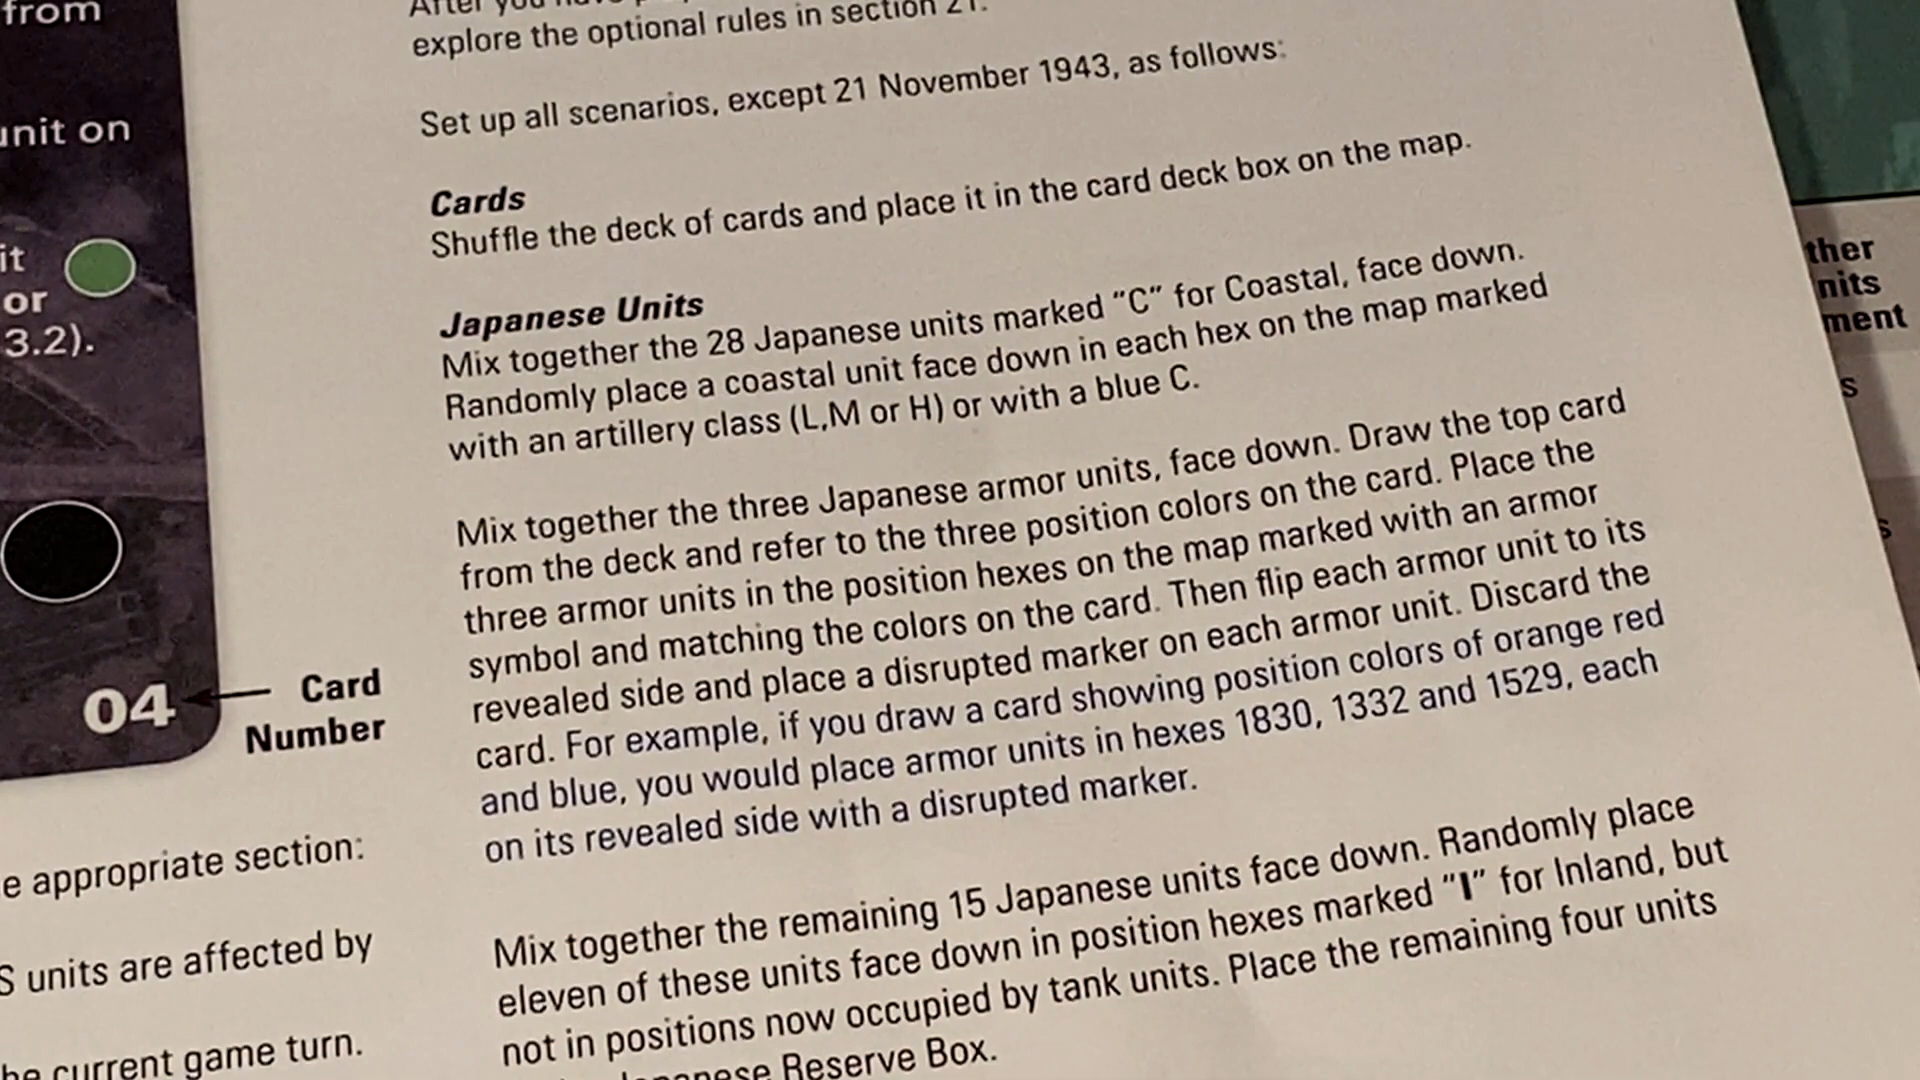 from
unit on
it
or
3.2).
04
Card
Number
e appropriate section:
S units are affected by
he current game turn.
After you
explore the optional rules in section 21.
Set up all scenarios, except 21 November 1943, as follows:
Cards
Shuffle the deck of cards and place it in the card deck box on the map.
Japanese Units
Mix together the 28 Japanese units marked "C" for Coastal, face down.
Randomly place a coastal unit face down in each hex on the map marked
with an artillery class (L,M or H) or with a blue C.
Mix together the three Japanese armor units, face down. Draw the top card
from the deck and refer to the three position colors on the card. Place the
three armor units in the position hexes on the map marked with an armor
symbol and matching the colors on the card. Then flip each armor unit to its
revealed side and place a disrupted marker on each armor unit. Discard the
card. For example, if you draw a card showing position colors of orange red
and blue, you would place armor units in hexes 1830, 1332 and 1529, each
on its revealed side with a disrupted marker.
Mix together the remaining 15 Japanese units face down. Randomly place
eleven of these units face down in position hexes marked "I" for Inland, but
not in positions now occupied by tank units. Place the remaining four units
Japanese Reserve Box.
ther
nits
ment
s
s